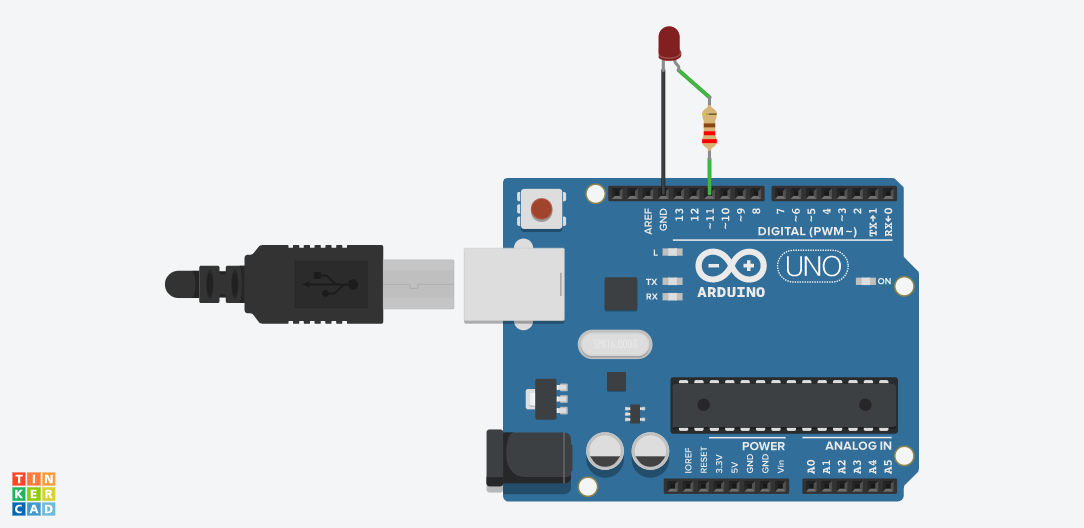 AREF
GND
13
12
~11
~10
~9
8
7
~6
~5
4
~3
2
TX→1
RX←0
DIGITAL (PWM~)
L
TX
RX
ARDUINO
UNO
ON
POWER
ANALOG IN
IOREF
RESET
3.3V
5V
GND
GND
Vin
A0
A1
A2
A3
A4
A5
TIN
KER
CAD